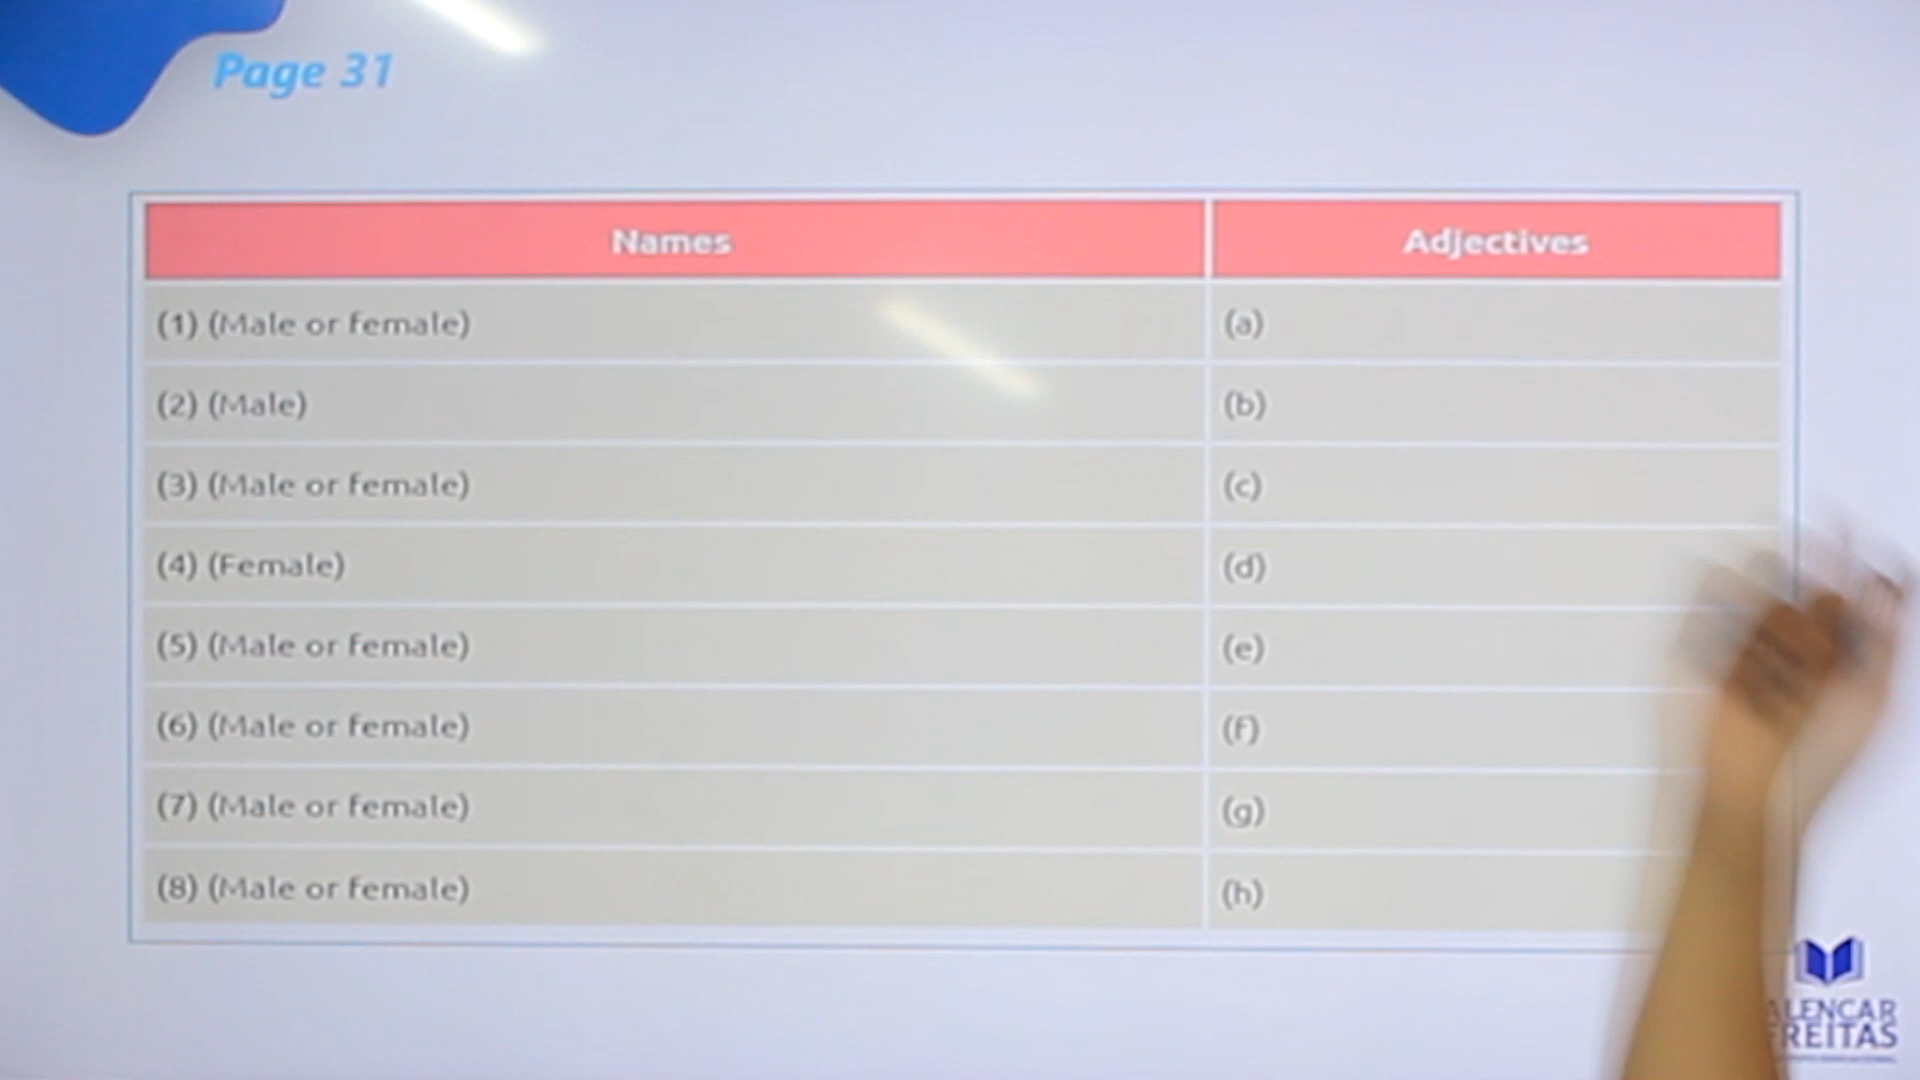 Page 31
Names Adjectives
(1) (Male or female) (a)
(2) (Male) (b)
(3) (Male or female) (c)
(4) (Female) (d)
(5) (Male or female) (e)
(6) (Male or female) (f)
(7) (Male or female) (g)
(8) (Male or female) (h)
ALENCAR
FREITAS